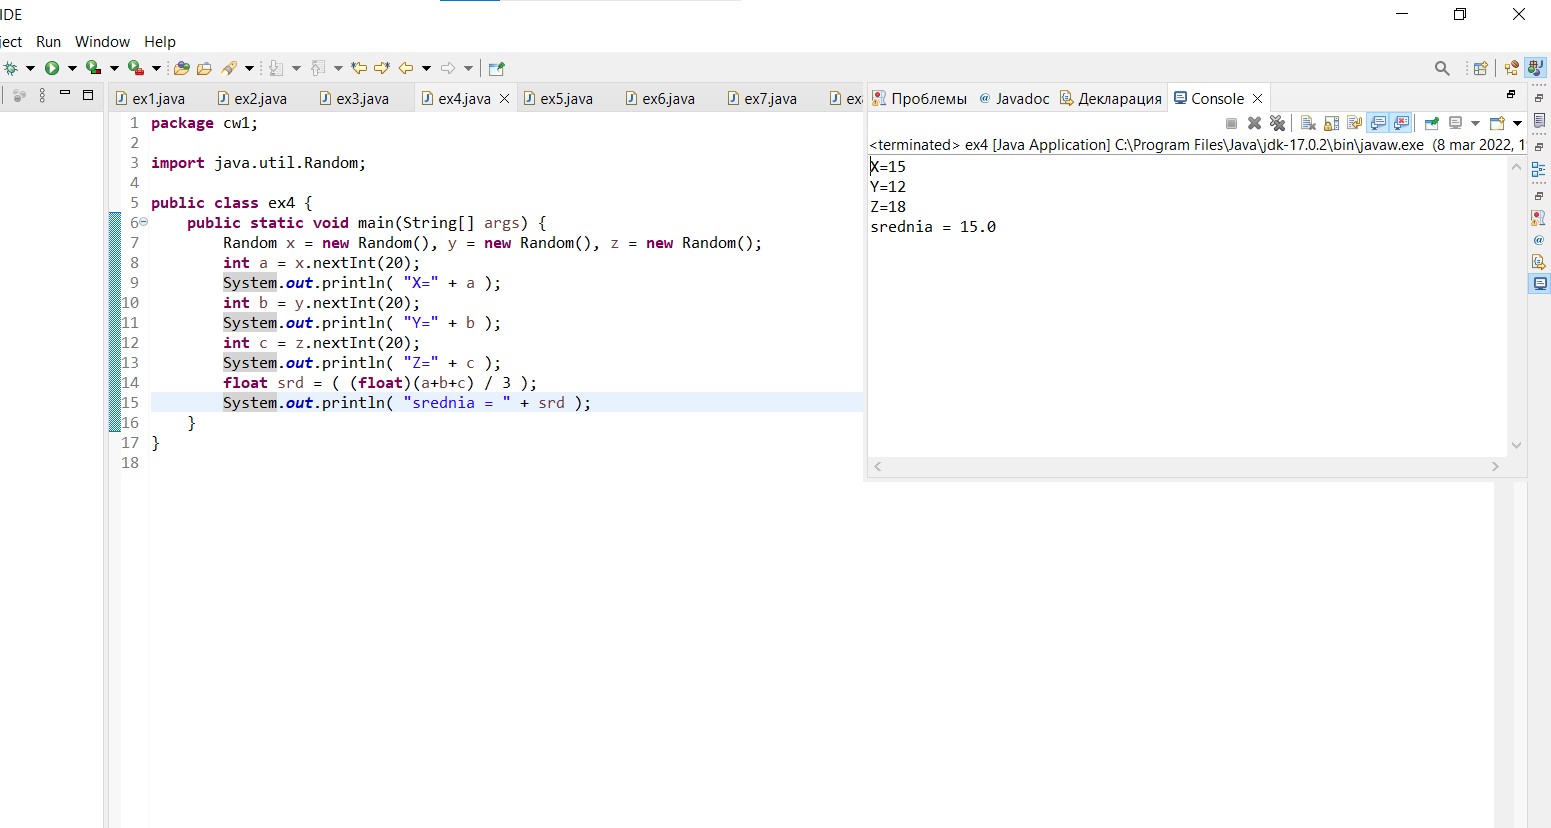 IDE
ject Run Window Help
ex1.java ex2.java ex3.java ex4.java ex5.java ex6.java ex7.java ex
Проблемы @ Javadoc Декларация Console
<terminated> ex4 [Java Application] C:\Program Files\Java\jdk-17.0.2\bin\javaw.exe (8 mar 2022, 1
1 package cw1;
2
3 import java.util.Random;
4
5 public class ex4 {
6 public static void main(String[] args) {
7 Random x = new Random(), y = new Random(), z = new Random();
8 int a = x.nextInt(20);
9 System.out.println( "X=" + a );
10 int b = y.nextInt(20);
11 System.out.println( "Y=" + b );
12 int c = z.nextInt(20);
13 System.out.println( "Z=" + c );
14 float srd = ( (float)(a+b+c) / 3 );
15 System.out.println( "srednia = " + srd );
16 }
17 }
18
X=15
Y=12
Z=18
srednia = 15.0